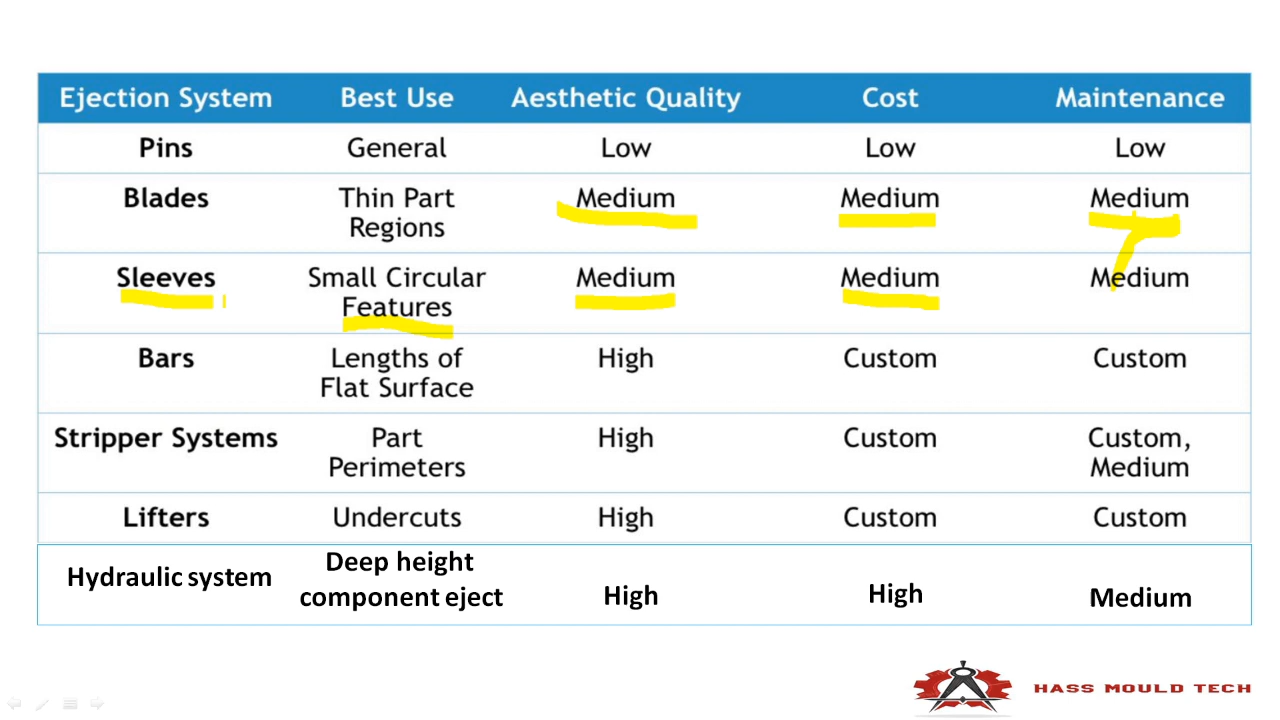 Ejection System Best Use Aesthetic Quality Cost Maintenance
Pins General Low Low Low
Blades Thin Part Medium Medium Medium
Regions
Sleeves Small Circular Medium Medium Medium
Features
Bars Lengths of High Custom Custom
Flat Surface
Stripper Systems Part High Custom Custom,
Perimeters Medium
Lifters Undercuts High Custom Custom
Hydraulic system Deep height
component eject High High Medium
HASS MOULD TECH